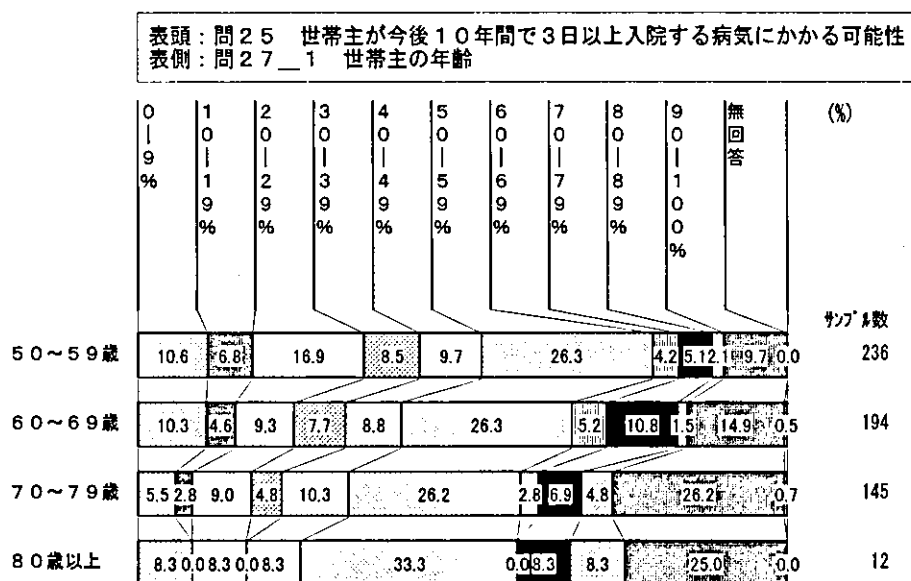 表頭：問２５　世帯主が今後１０年間で３日以上入院する病気にかかる可能性
表側：問２７＿１　世帯主の年齢
０－９％
１０－１９％
２０－２９％
３０－３９％
４０－４９％
５０－５９％
６０－６９％
７０－７９％
８０－８９％
９０－１００％
無回答
(%)
ｻﾝﾌﾟﾙ数
５０～５９歳 10.6 6.8 16.9 8.5 9.7 26.3 4.2 5.1 2.1 9.7 0.0 236
６０～６９歳 10.3 4.6 9.3 7.7 8.8 26.3 5.2 10.8 1.5 14.9 0.5 194
７０～７９歳 5.5 2.8 9.0 4.8 10.3 26.2 2.8 6.9 4.8 26.2 0.7 145
８０歳以上 8.3 0.0 8.3 0.0 8.3 33.3 0.0 8.3 8.3 25.0 0.0 12